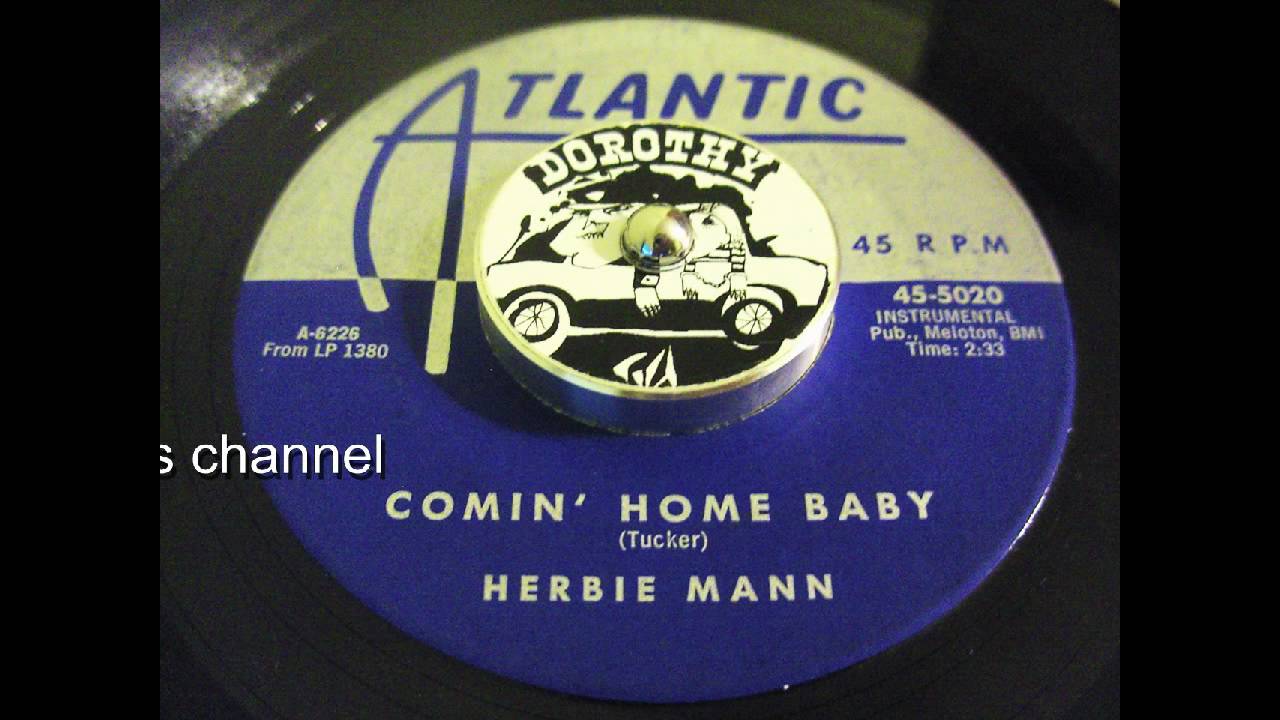 ATLANTIC
DOROTHY
45 R P.M
45-5020
INSTRUMENTAL
Pub., Meloton, BMI
Time: 2:33
A-6226
From LP 1380
s channel
COMIN' HOME BABY
(Tucker)
HERBIE MANN